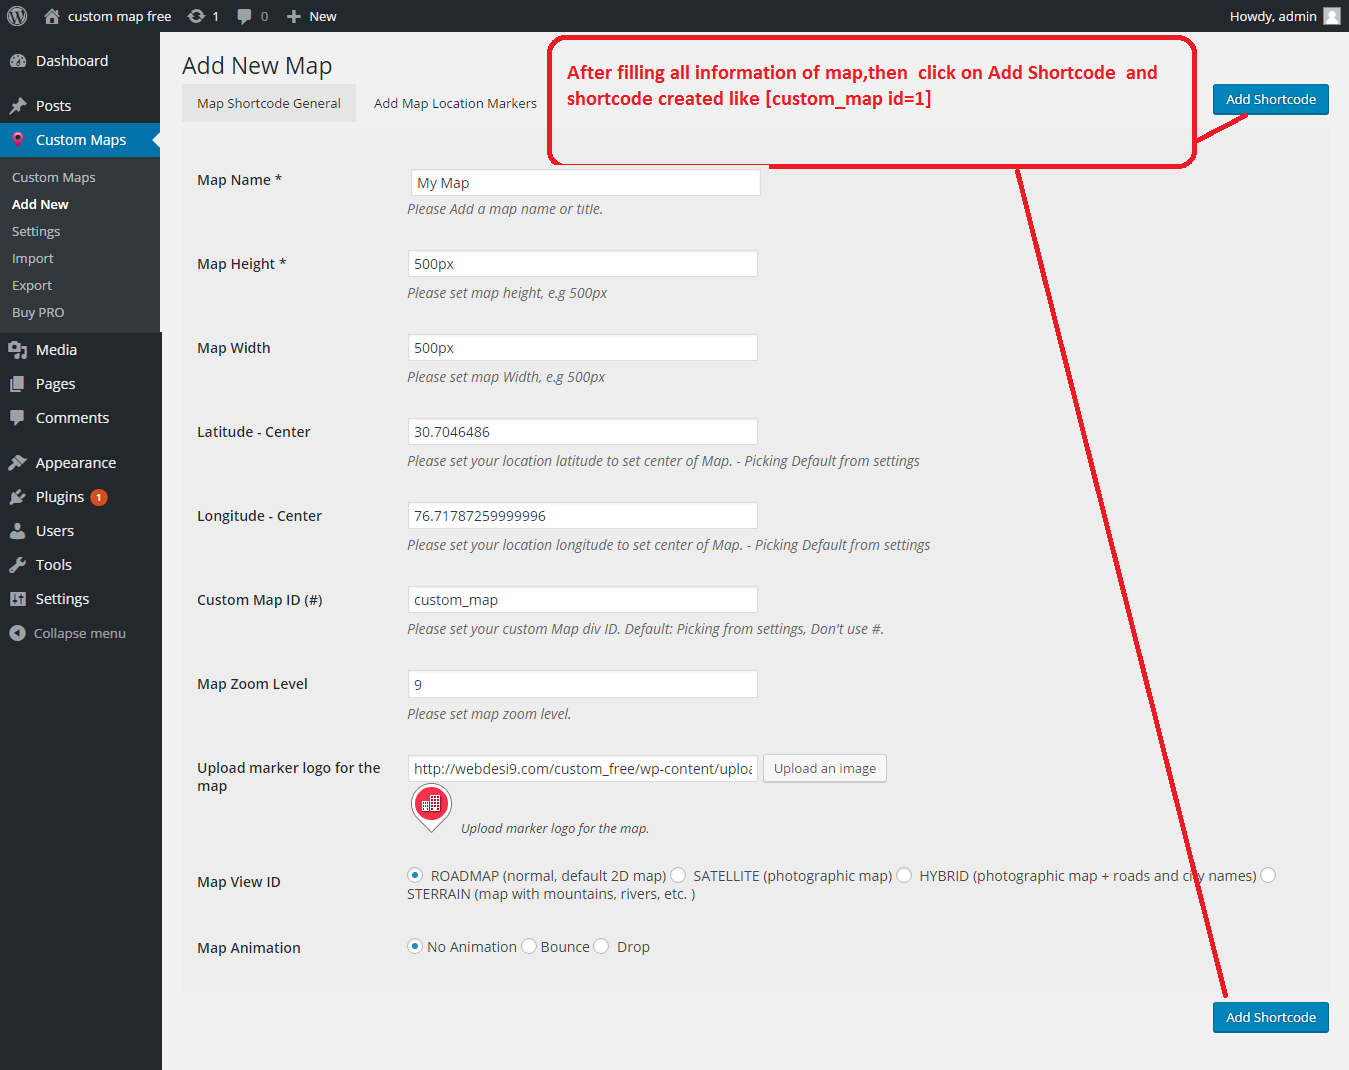 custom map free 1 0 New Howdy, admin
Dashboard
Posts
Custom Maps
Custom Maps
Add New
Settings
Import
Export
Buy PRO
Media
Pages
Comments
Appearance
Plugins 1
Users
Tools
Settings
Collapse menu
Add New Map
Map Shortcode General Add Map Location Markers
After filling all information of map,then click on Add Shortcode and
shortcode created like [custom_map id=1]
Add Shortcode
Map Name * My Map
Please Add a map name or title.
Map Height * 500px
Please set map height, e.g 500px
Map Width 500px
Please set map Width, e.g 500px
Latitude - Center 30.7046486
Please set your location latitude to set center of Map. - Picking Default from settings
Longitude - Center 76.71787259999996
Please set your location longitude to set center of Map. - Picking Default from settings
Custom Map ID (#) custom_map
Please set your custom Map div ID. Default: Picking from settings, Don't use #.
Map Zoom Level 9
Please set map zoom level.
Upload marker logo for the
map
http://webdesi9.com/custom_free/wp-content/uploa Upload an image
Upload marker logo for the map.
Map View ID ROADMAP (normal, default 2D map) SATELLITE (photographic map) HYBRID (photographic map + roads and city names)
STERRAIN (map with mountains, rivers, etc. )
Map Animation No Animation Bounce Drop
Add Shortcode